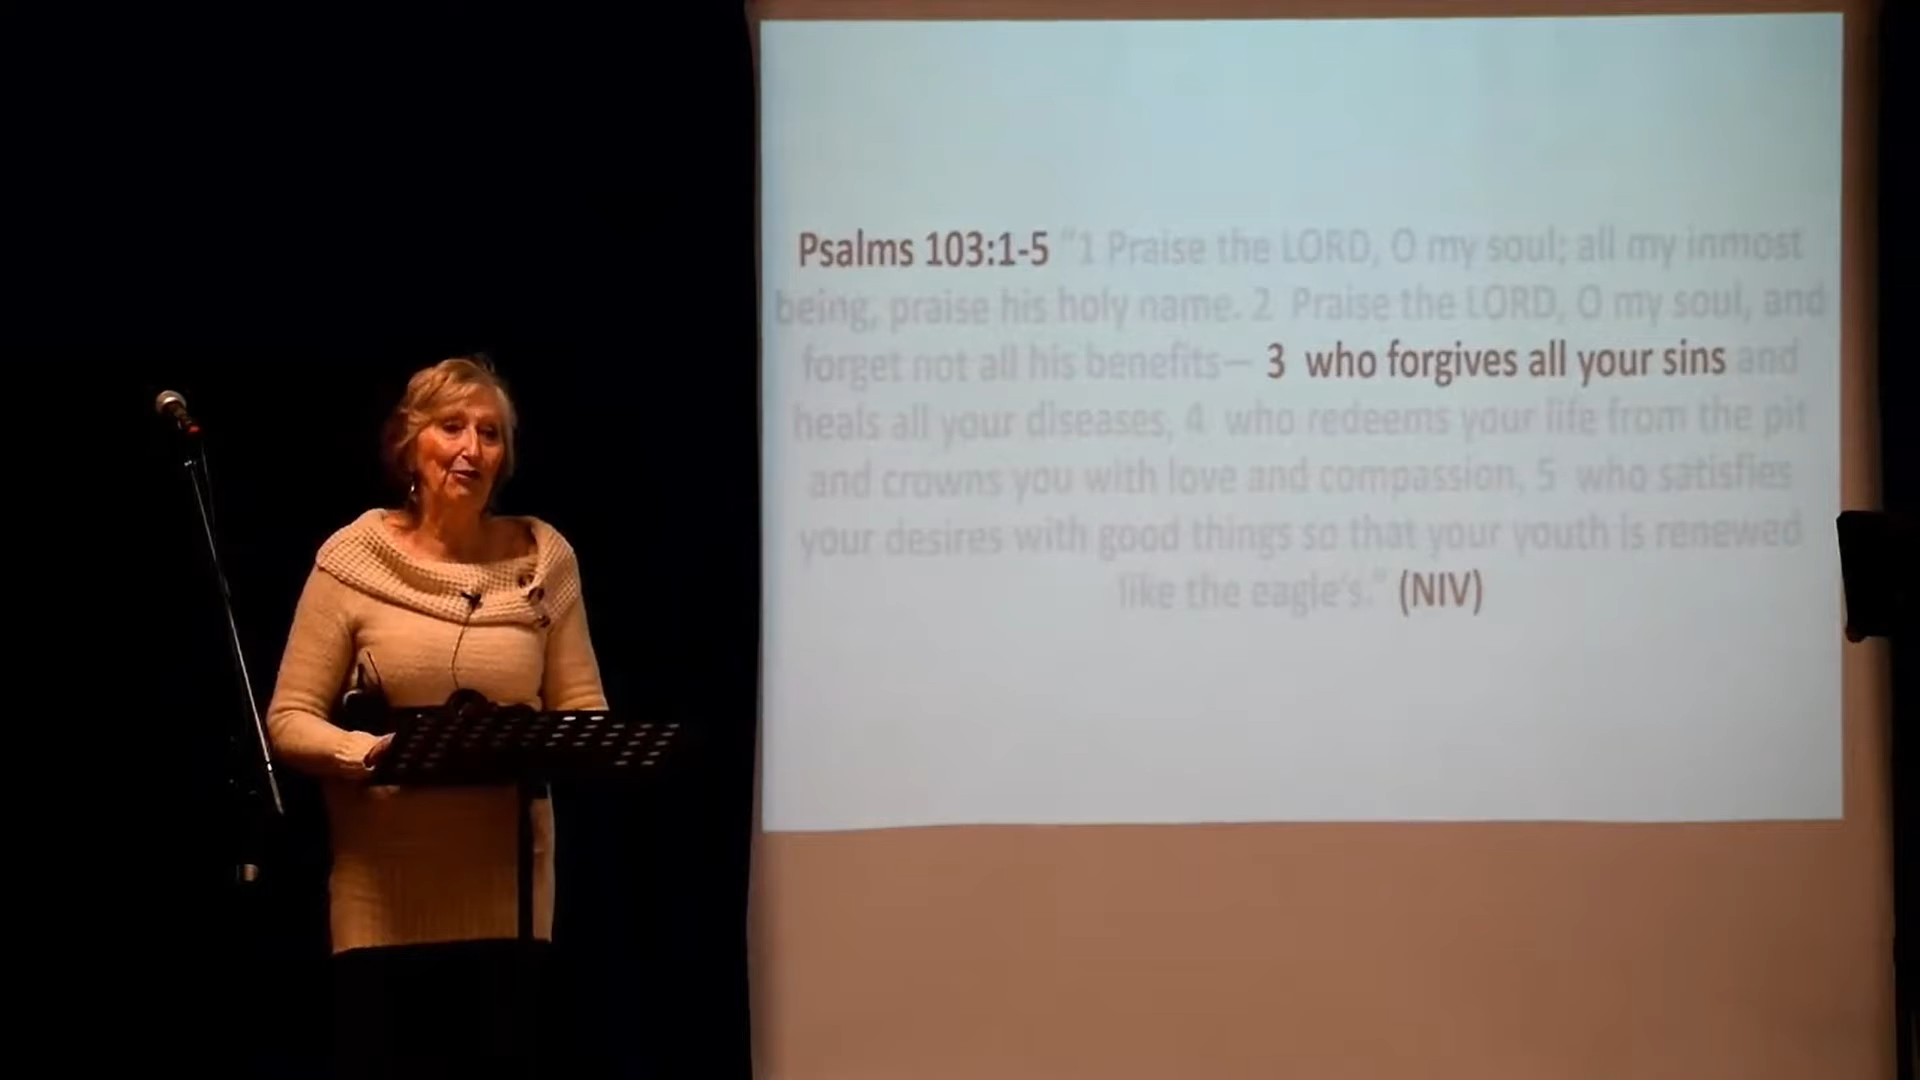 Psalms 103:1-5 "1 Praise the LORD, O my soul; all my inmost
being, praise his holy name. 2 Praise the LORD, O my soul, and
forget not all his benefits— 3 who forgives all your sins and
heals all your diseases, 4 who redeems your life from the pit
and crowns you with love and compassion, 5 who satisfies
your desires with good things so that your youth is renewed
like the eagle's." (NIV)